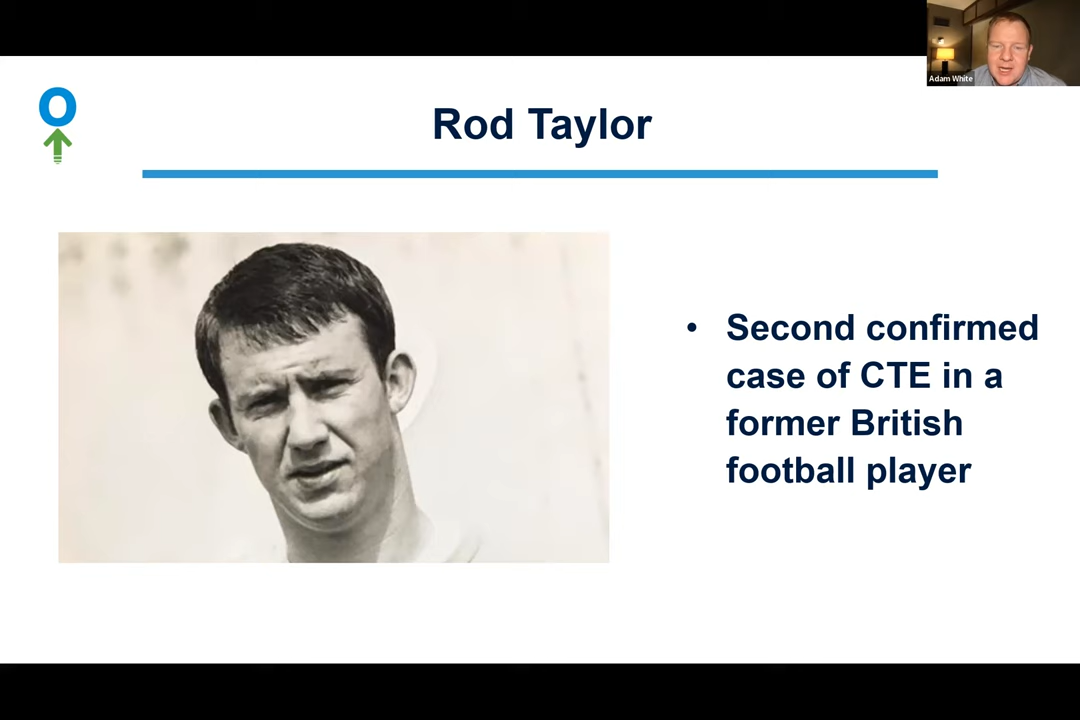 Adam White
O
Rod Taylor
• Second confirmed
case of CTE in a
former British
football player